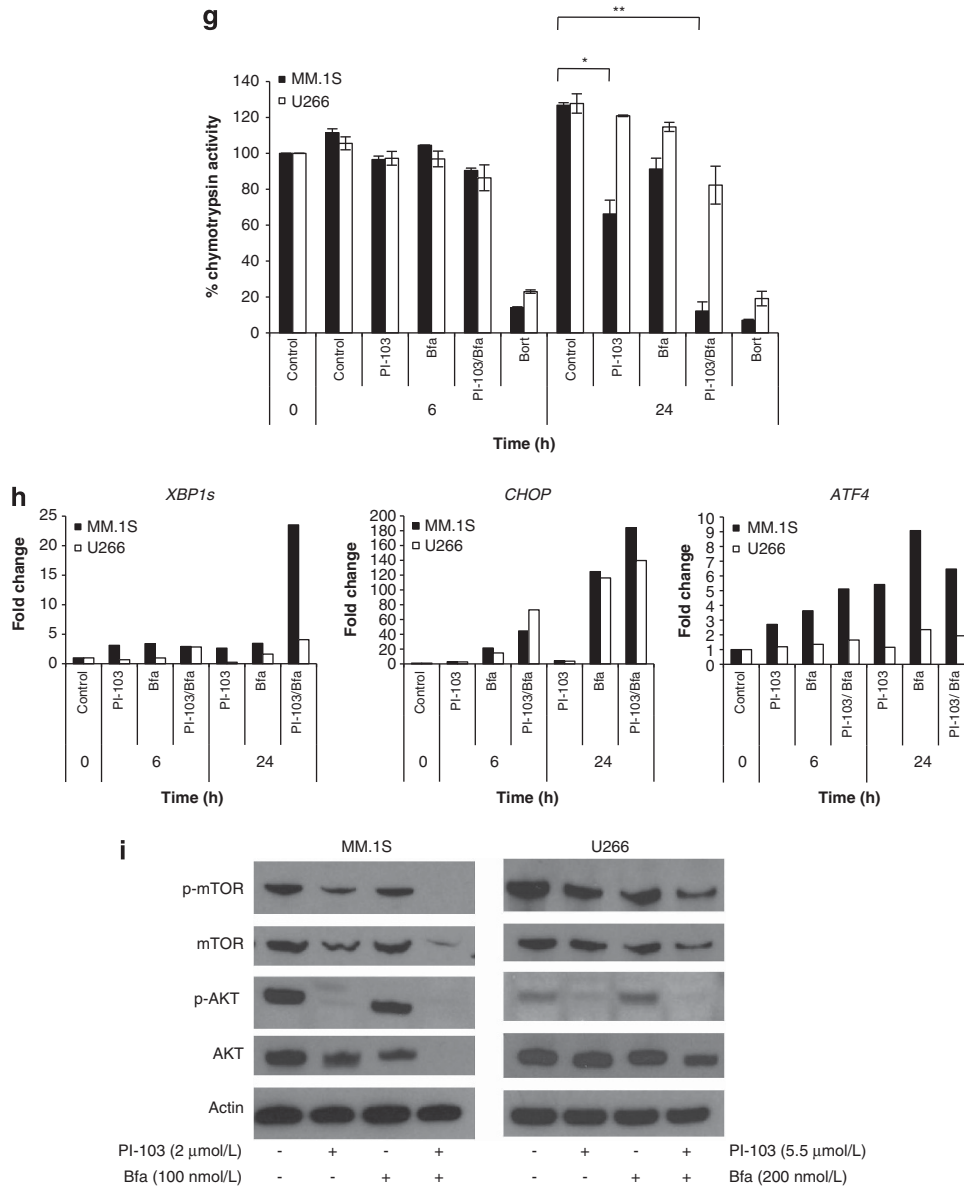 g
**
*
MM.1S
U266
% chymotrypsin activity
140
120
100
80
60
40
20
0
Control
Control
PI-103
Bfa
PI-103/Bfa
Bort
Control
PI-103
Bfa
PI-103/Bfa
Bort
0
6
24
Time (h)
h
XBP1s
MM.1S
U266
Fold change
25
20
15
10
5
0
Control
PI-103
Bfa
PI-103/Bfa
PI-103
Bfa
PI-103/Bfa
0
6
24
Time (h)
CHOP
MM.1S
U266
Fold change
200
180
160
140
120
100
80
60
40
20
0
Control
PI-103
Bfa
PI-103/Bfa
PI-103
Bfa
PI-103/Bfa
0
6
24
Time (h)
ATF4
MM.1S
U266
Fold change
10
9
8
7
6
5
4
3
2
1
0
Control
PI-103
Bfa
PI-103/ Bfa
PI-103
Bfa
PI-103/ Bfa
0
6
24
Time (h)
i
MM.1S U266
p-mTOR
mTOR
p-AKT
AKT
Actin
PI-103 (2 μmol/L) - + - + - + - + PI-103 (5.5 μmol/L)
Bfa (100 nmol/L) - - + + - - + + Bfa (200 nmol/L)